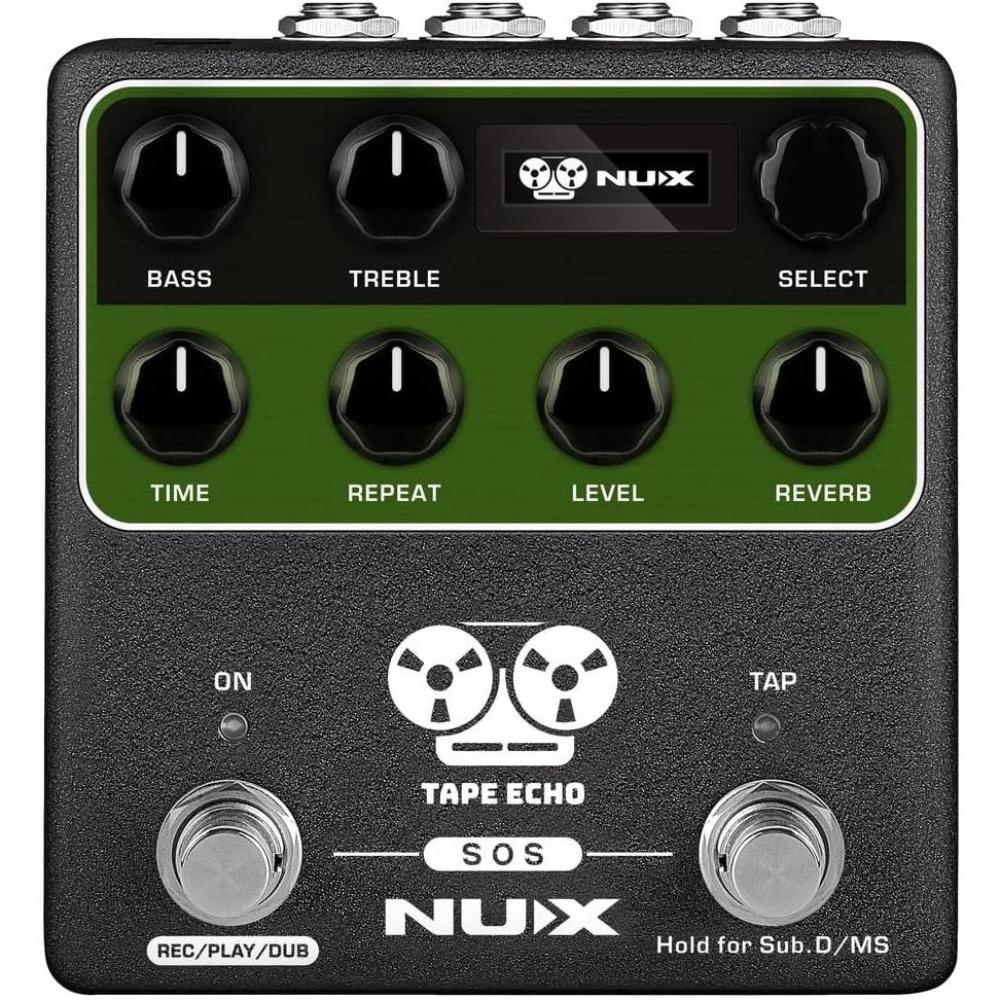 NUX
BASS
TREBLE
SELECT
TIME
REPEAT
LEVEL
REVERB
ON
TAP
TAPE ECHO
SOS
NUX
REC/PLAY/DUB
Hold for Sub.D/MS